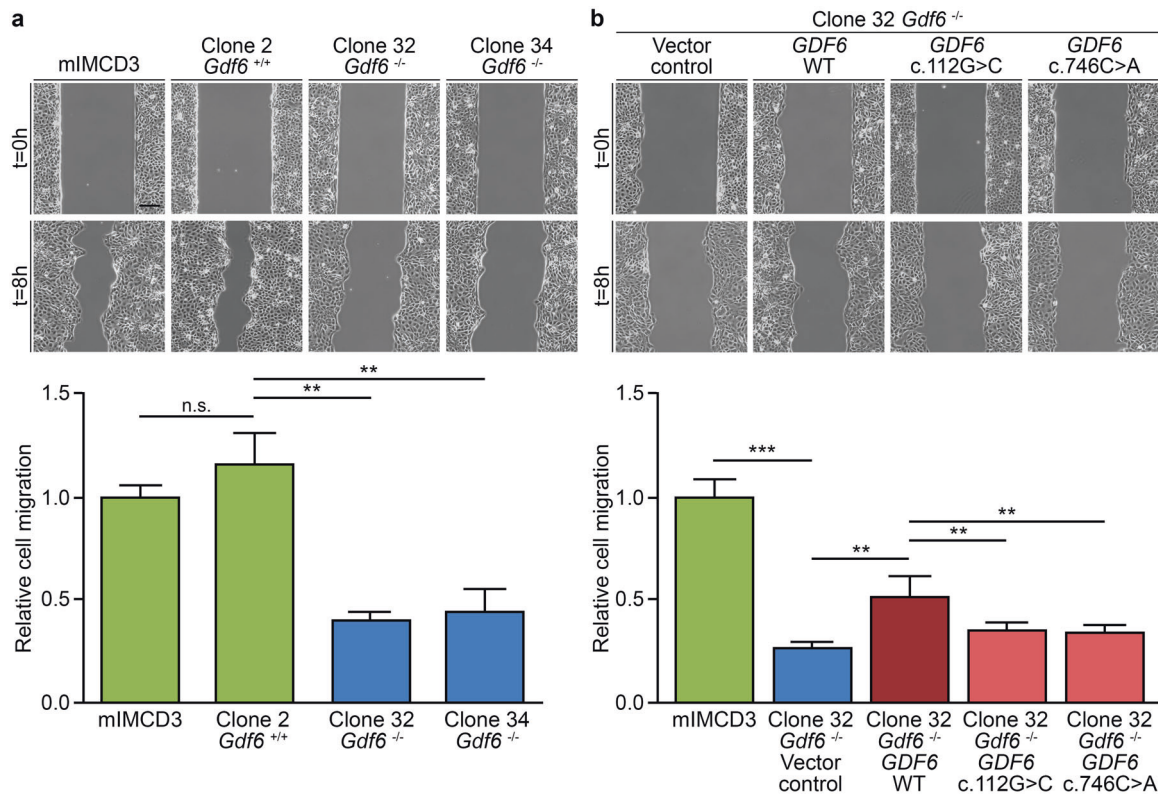 a
mIMCD3
Clone 2
Gdf6 +/+
Clone 32
Gdf6 -/-
Clone 34
Gdf6 -/-
t=0h
t=8h
Relative cell migration
1.5
1.0
0.5
0.0
n.s.
**
**
mIMCD3
Clone 2
Gdf6 +/+
Clone 32
Gdf6 -/-
Clone 34
Gdf6 -/-
b
Clone 32 Gdf6 -/-
Vector
control
GDF6
WT
GDF6
c.112G>C
GDF6
c.746C>A
t=0h
t=8h
Relative cell migration
1.5
1.0
0.5
0.0
***
**
**
**
mIMCD3
Clone 32
Gdf6 -/-
Vector
control
Clone 32
Gdf6 -/-
GDF6
WT
Clone 32
Gdf6 -/-
GDF6
c.112G>C
Clone 32
Gdf6 -/-
GDF6
c.746C>A